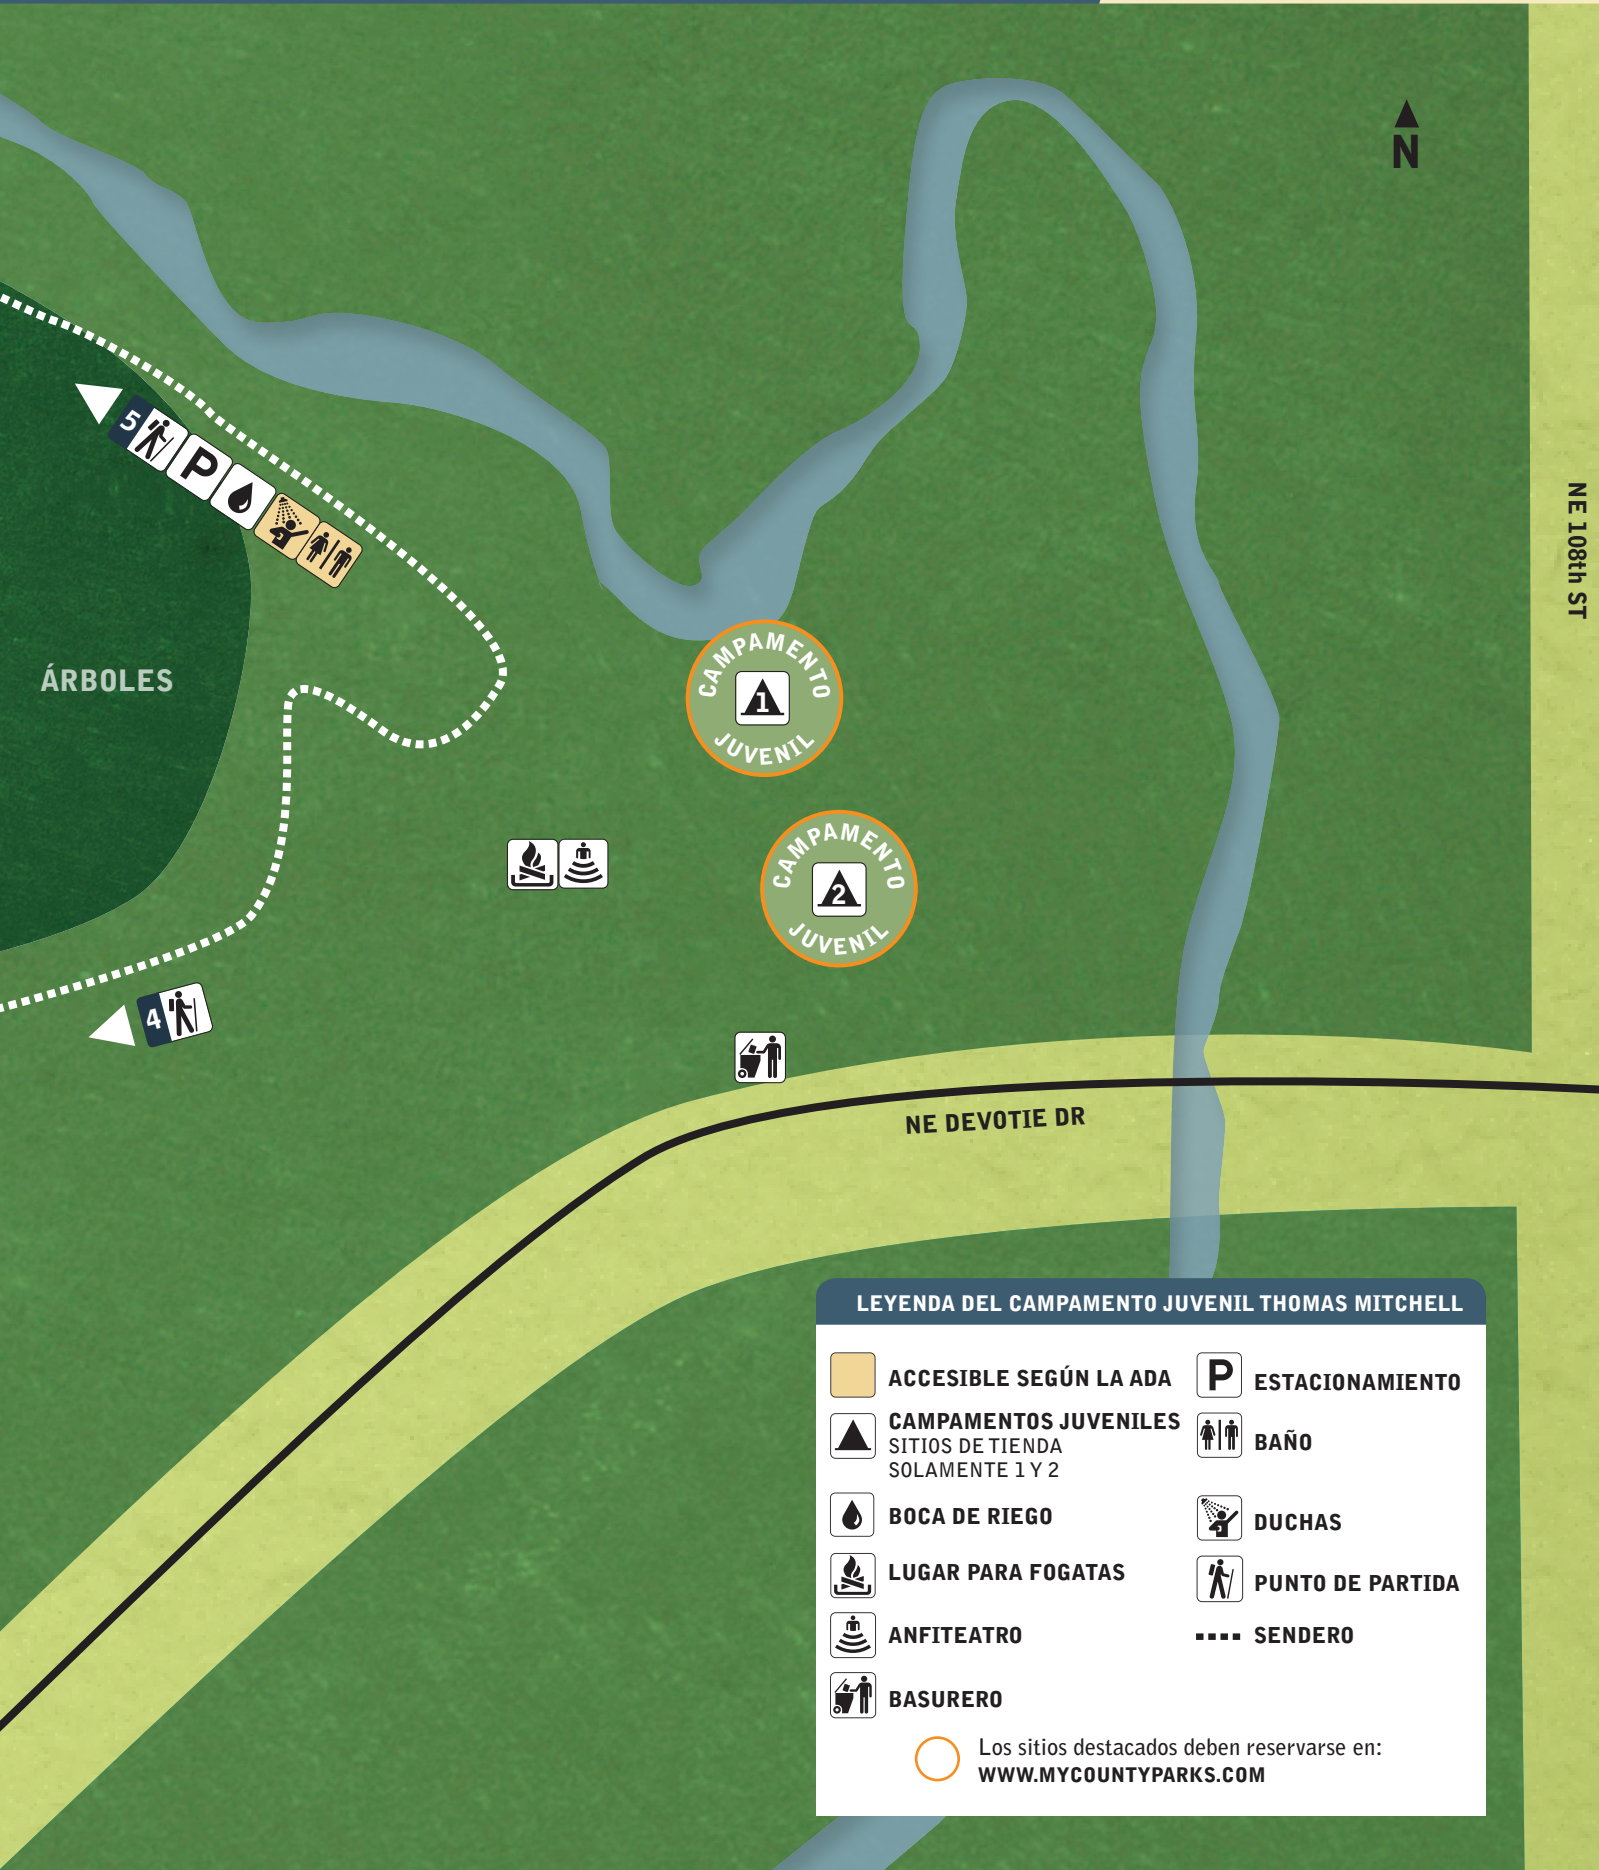 N
NE 108th ST
5
P
ÁRBOLES
CAMPAMENTO
1
JUVENIL
CAMPAMENTO
2
JUVENIL
4
NE DEVOTIE DR
LEYENDA DEL CAMPAMENTO JUVENIL THOMAS MITCHELL
ACCESIBLE SEGÚN LA ADA
CAMPAMENTOS JUVENILES
SITIOS DE TIENDA
SOLAMENTE 1 Y 2
BOCA DE RIEGO
LUGAR PARA FOGATAS
ANFITEATRO
BASURERO
P ESTACIONAMIENTO
BAÑO
DUCHAS
PUNTO DE PARTIDA
SENDERO
Los sitios destacados deben reservarse en:
WWW.MYCOUNTYPARKS.COM